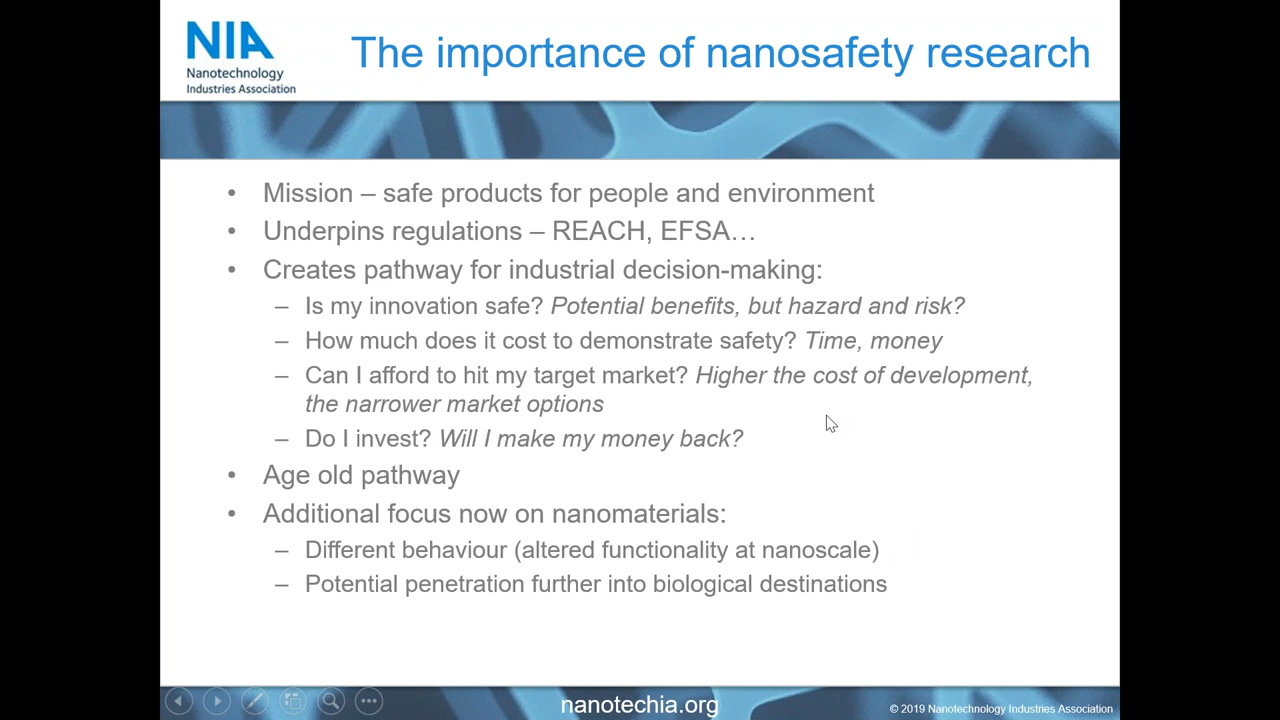 NIA
Nanotechnology
Industries Association
The importance of nanosafety research
• Mission – safe products for people and environment
• Underpins regulations – REACH, EFSA…
• Creates pathway for industrial decision-making:
– Is my innovation safe? Potential benefits, but hazard and risk?
– How much does it cost to demonstrate safety? Time, money
– Can I afford to hit my target market? Higher the cost of development,
the narrower market options
– Do I invest? Will I make my money back?
• Age old pathway
• Additional focus now on nanomaterials:
– Different behaviour (altered functionality at nanoscale)
– Potential penetration further into biological destinations
nanotechia.org
© 2019 Nanotechnology Industries Association